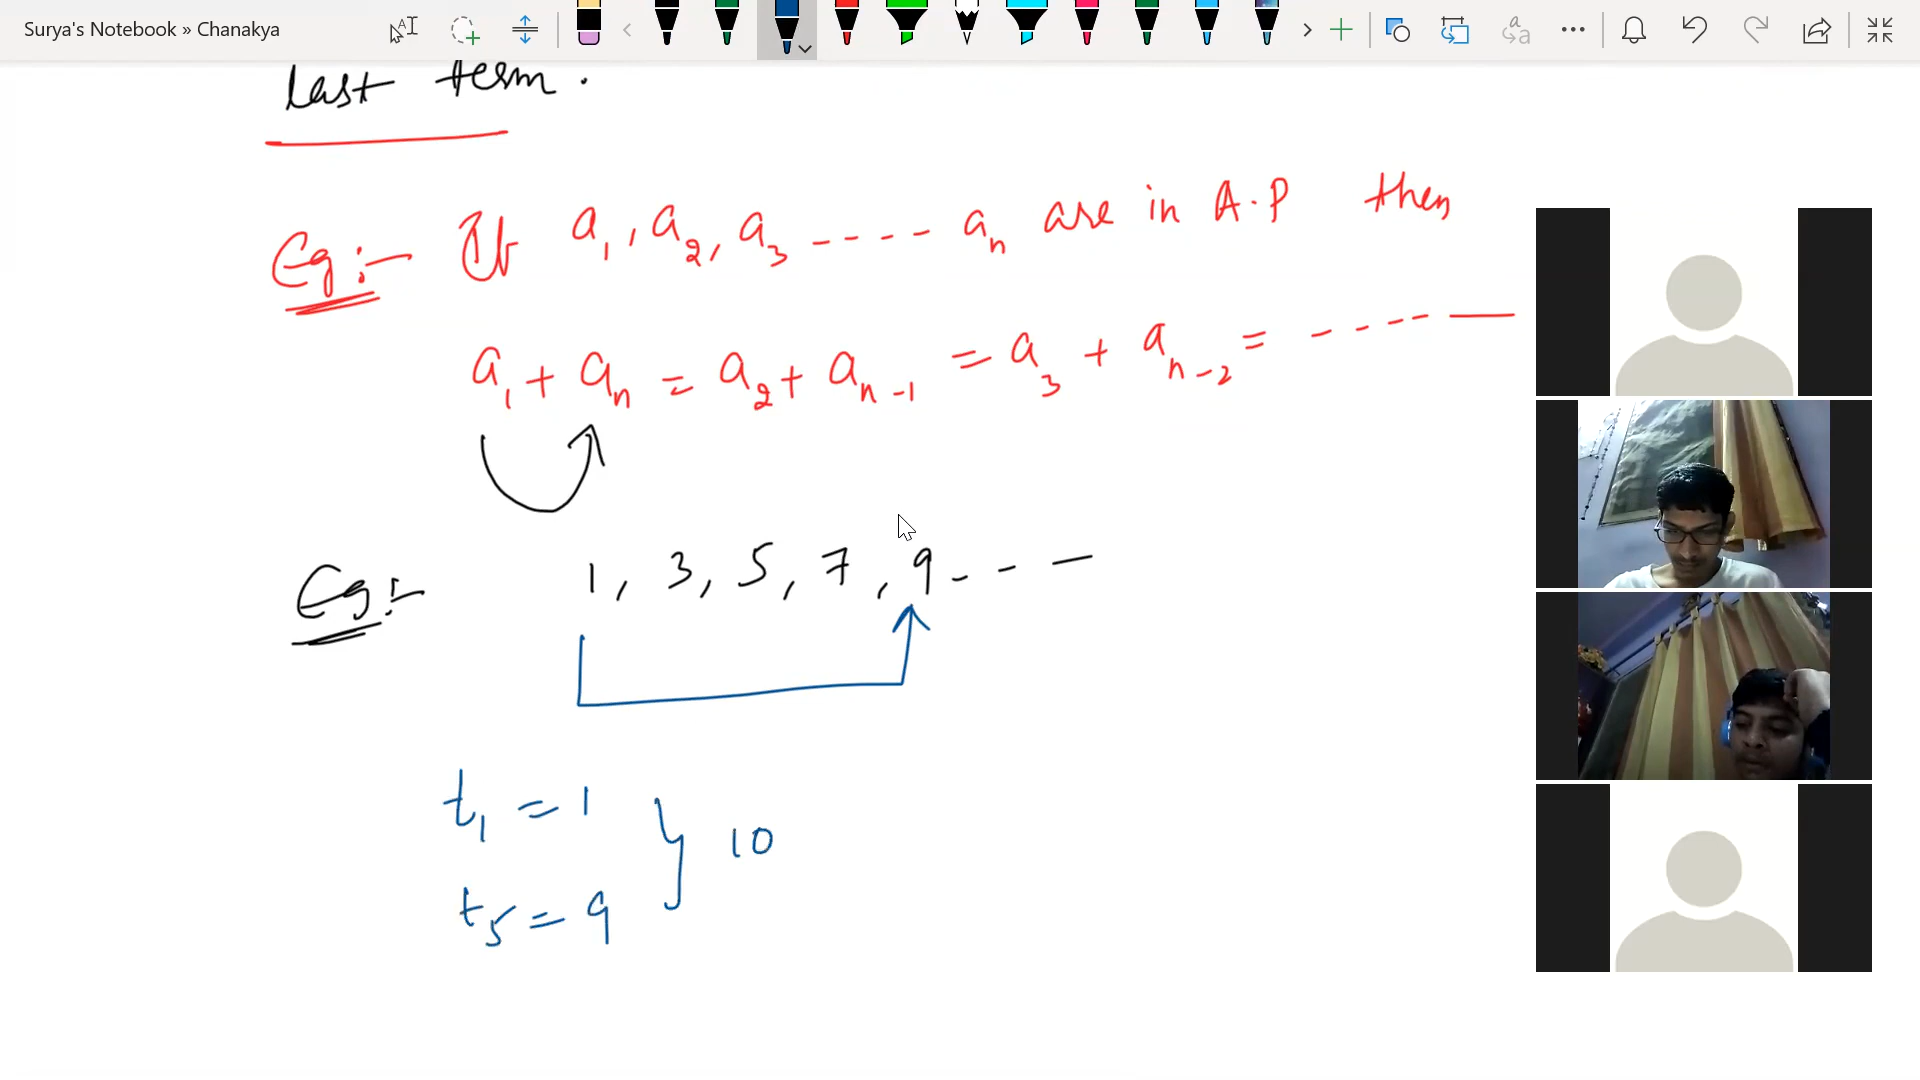 Surya's Notebook » Chanakya
last term.
Eg:- If a₁, a₂, a₃ ---- aₙ are in A.P then
a₁ + aₙ = a₂ + aₙ₋₁ = a₃ + aₙ₋₂ = -----
Eg:- 1, 3, 5, 7, 9 - - -
t₁ = 1
} 10
t₅ = 9